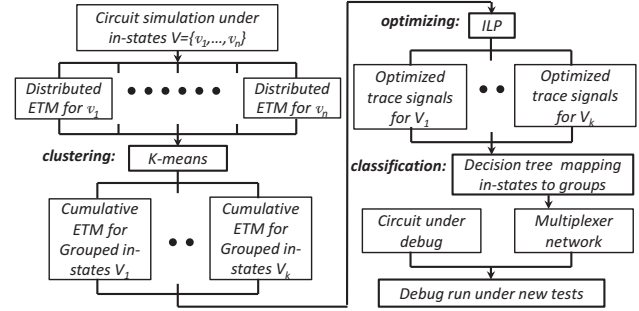 Circuit simulation under
in-states V={v1,...,vn}
Distributed
ETM for v1
Distributed
ETM for vn
clustering:
K-means
Cumulative
ETM for
Grouped in-
states V1
Cumulative
ETM for
Grouped in-
states Vk
optimizing:
ILP
Optimized
trace signals
for V1
Optimized
trace signals
for Vk
classification:
Decision tree mapping
in-states to groups
Circuit under
debug
Multiplexer
network
Debug run under new tests